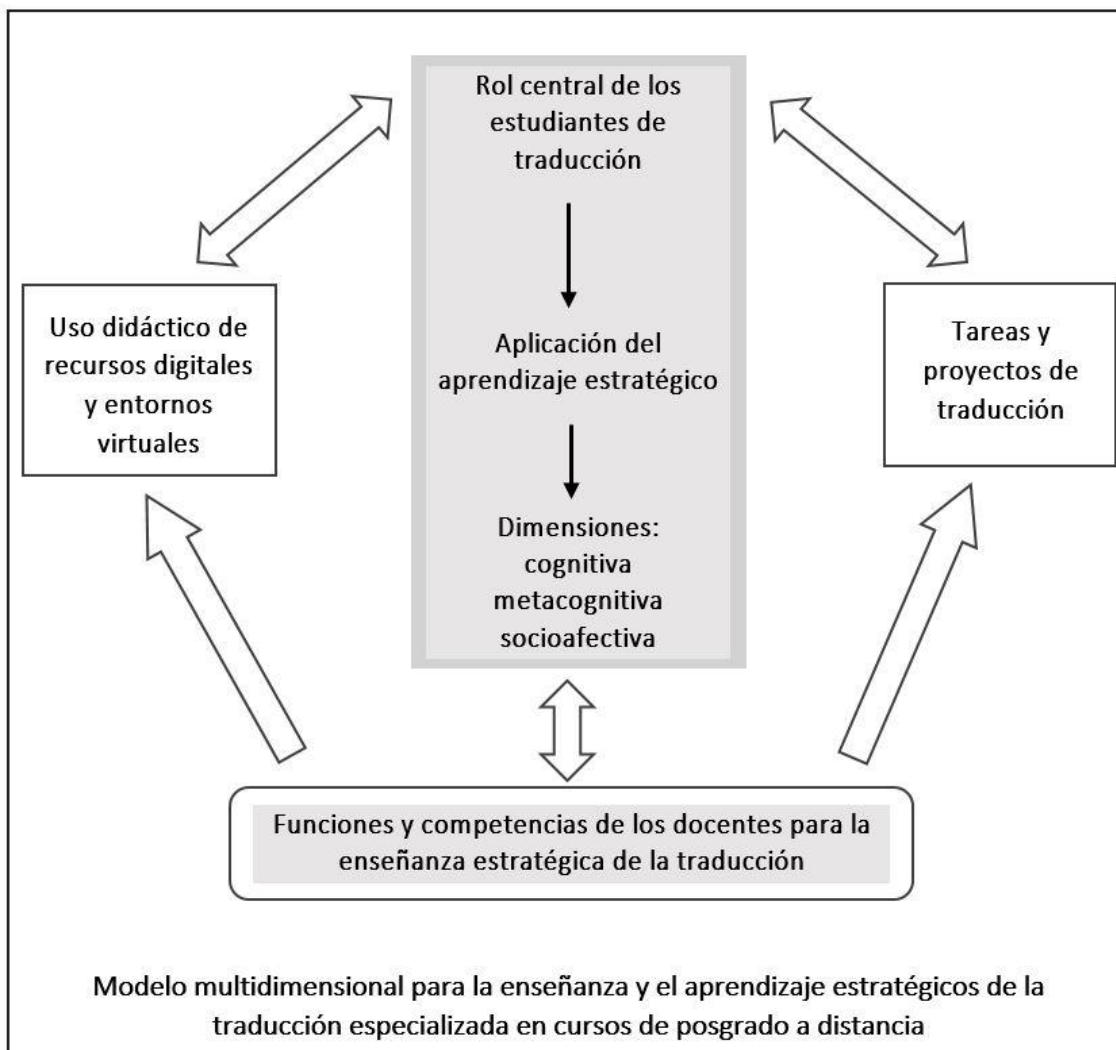 Rol central de los
estudiantes de
traducción
Aplicación del
aprendizaje estratégico
Dimensiones:
cognitiva
metacognitiva
socioafectiva
Uso didáctico de
recursos digitales
y entornos
virtuales
Tareas y
proyectos de
traducción
Funciones y competencias de los docentes para la
enseñanza estratégica de la traducción
Modelo multidimensional para la enseñanza y el aprendizaje estratégicos de la
traducción especializada en cursos de posgrado a distancia